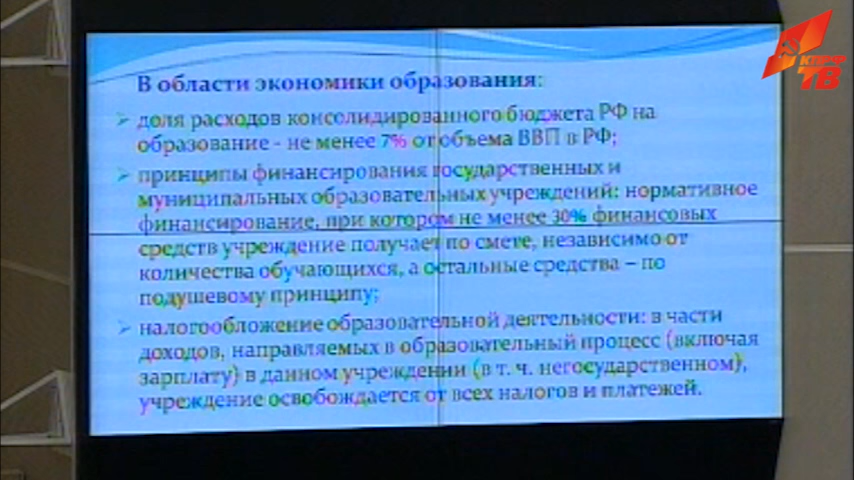 КПРФ
ТВ
В области экономики образования:
доля расходов консолидированного бюджета РФ на
образование - не менее 7% от объема ВВП в РФ;
принципы финансирования государственных и
муниципальных образовательных учреждений: нормативное
финансирование, при котором не менее 30% финансовых
средств учреждение получает по смете, независимо от
количества обучающихся, а остальные средства – по
подушевому принципу;
налогообложение образовательной деятельности: в части
доходов, направляемых в образовательный процесс (включая
зарплату) в данном учреждении (в т. ч. негосударственном),
учреждение освобождается от всех налогов и платежей.